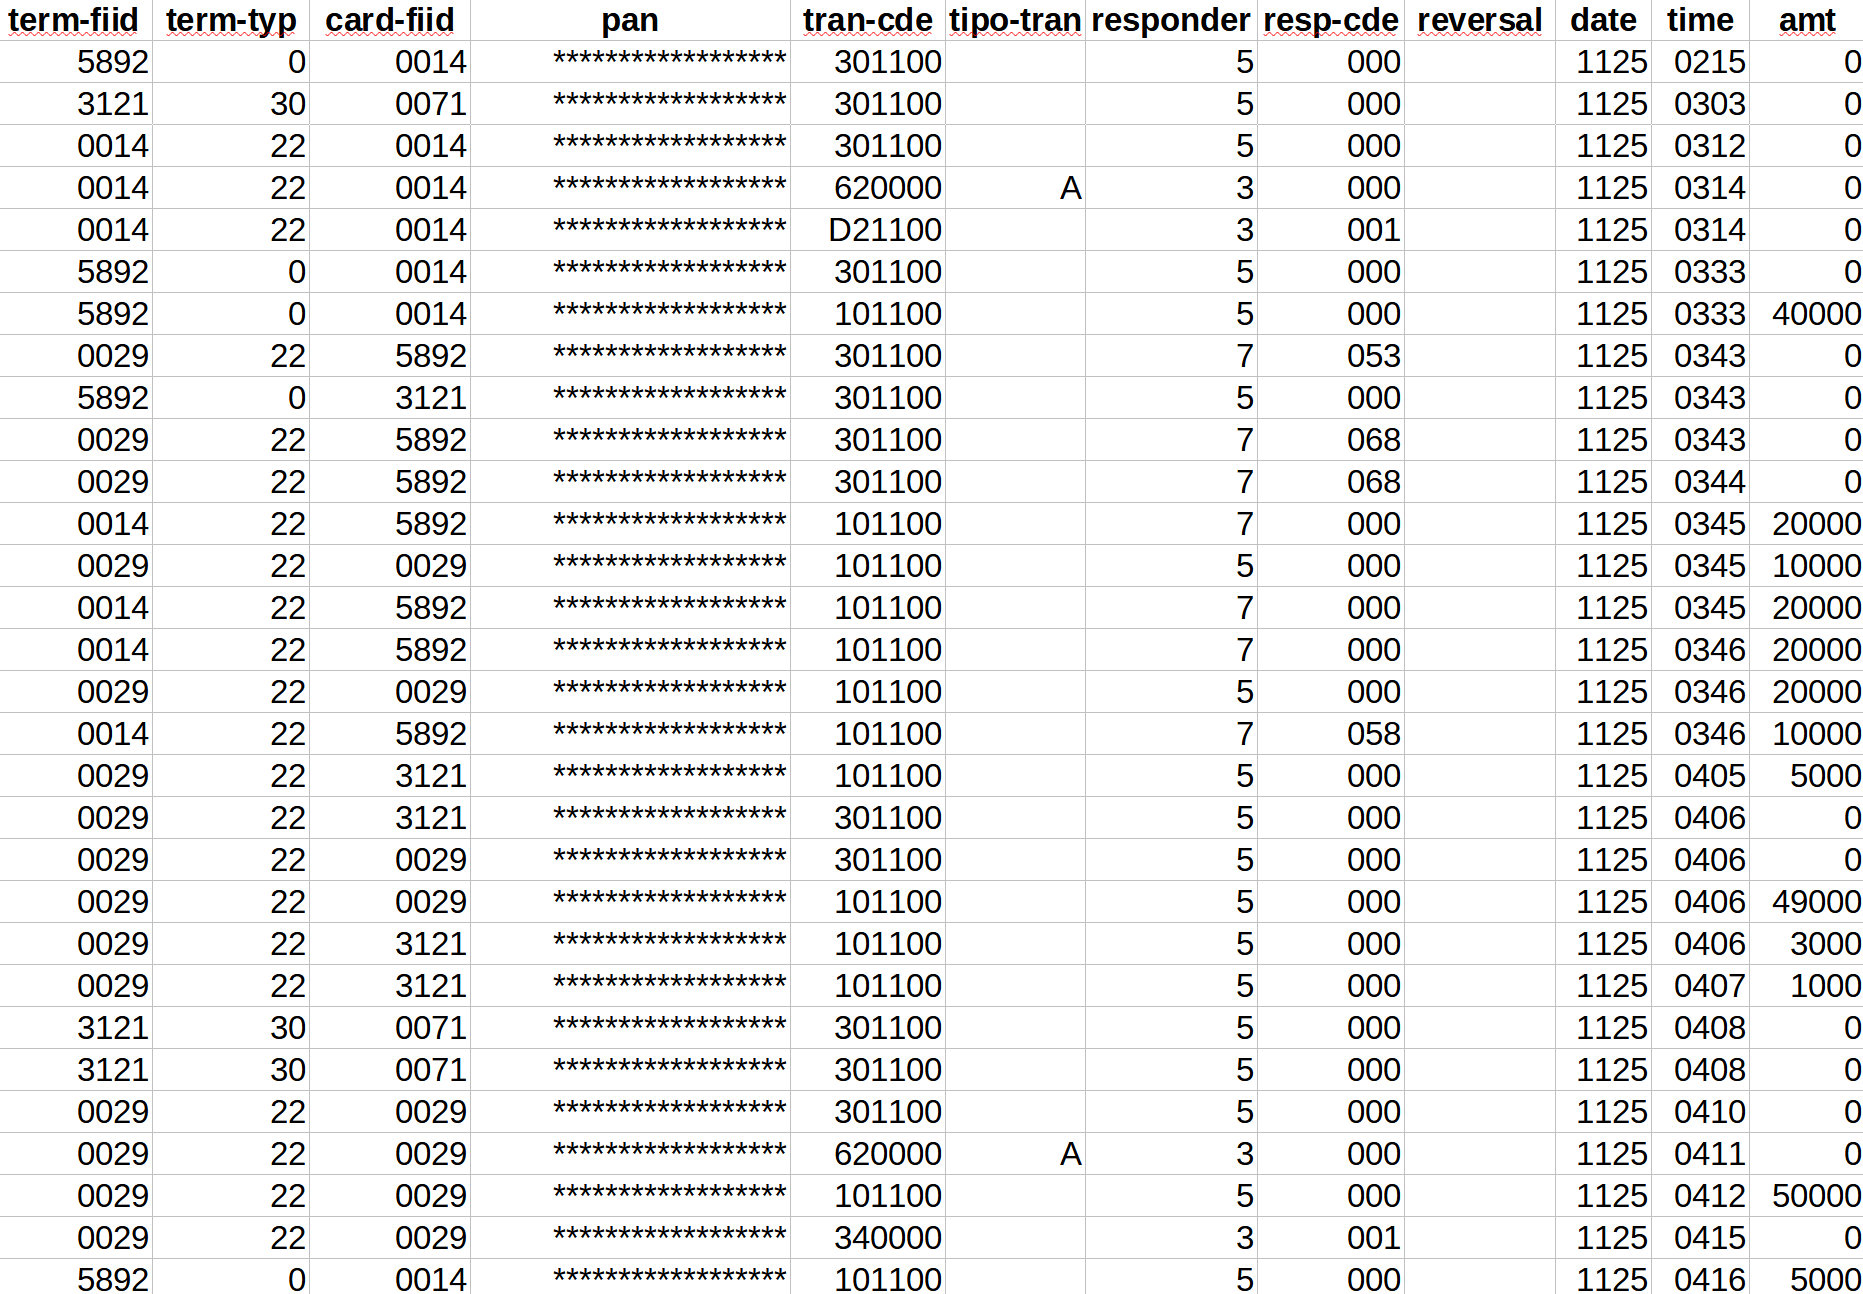 term-fiid term-typ card-fiid pan tran-cde tipo-tran responder resp-cde reversal date time amt
5892 0 0014 ****************** 301100 5 000 1125 0215 0
3121 30 0071 ****************** 301100 5 000 1125 0303 0
0014 22 0014 ****************** 301100 5 000 1125 0312 0
0014 22 0014 ****************** 620000 A 3 000 1125 0314 0
0014 22 0014 ****************** D21100 3 001 1125 0314 0
5892 0 0014 ****************** 301100 5 000 1125 0333 0
5892 0 0014 ****************** 101100 5 000 1125 0333 40000
0029 22 5892 ****************** 301100 7 053 1125 0343 0
5892 0 3121 ****************** 301100 5 000 1125 0343 0
0029 22 5892 ****************** 301100 7 068 1125 0343 0
0029 22 5892 ****************** 301100 7 068 1125 0344 0
0014 22 5892 ****************** 101100 7 000 1125 0345 20000
0029 22 0029 ****************** 101100 5 000 1125 0345 10000
0014 22 5892 ****************** 101100 7 000 1125 0345 20000
0014 22 5892 ****************** 101100 7 000 1125 0346 20000
0029 22 0029 ****************** 101100 5 000 1125 0346 20000
0014 22 5892 ****************** 101100 7 058 1125 0346 10000
0029 22 3121 ****************** 101100 5 000 1125 0405 5000
0029 22 3121 ****************** 301100 5 000 1125 0406 0
0029 22 0029 ****************** 301100 5 000 1125 0406 0
0029 22 0029 ****************** 101100 5 000 1125 0406 49000
0029 22 3121 ****************** 101100 5 000 1125 0406 3000
0029 22 3121 ****************** 101100 5 000 1125 0407 1000
3121 30 0071 ****************** 301100 5 000 1125 0408 0
3121 30 0071 ****************** 301100 5 000 1125 0408 0
0029 22 0029 ****************** 301100 5 000 1125 0410 0
0029 22 0029 ****************** 620000 A 3 000 1125 0411 0
0029 22 0029 ****************** 101100 5 000 1125 0412 50000
0029 22 0029 ****************** 340000 3 001 1125 0415 0
5892 0 0014 ****************** 101100 5 000 1125 0416 5000